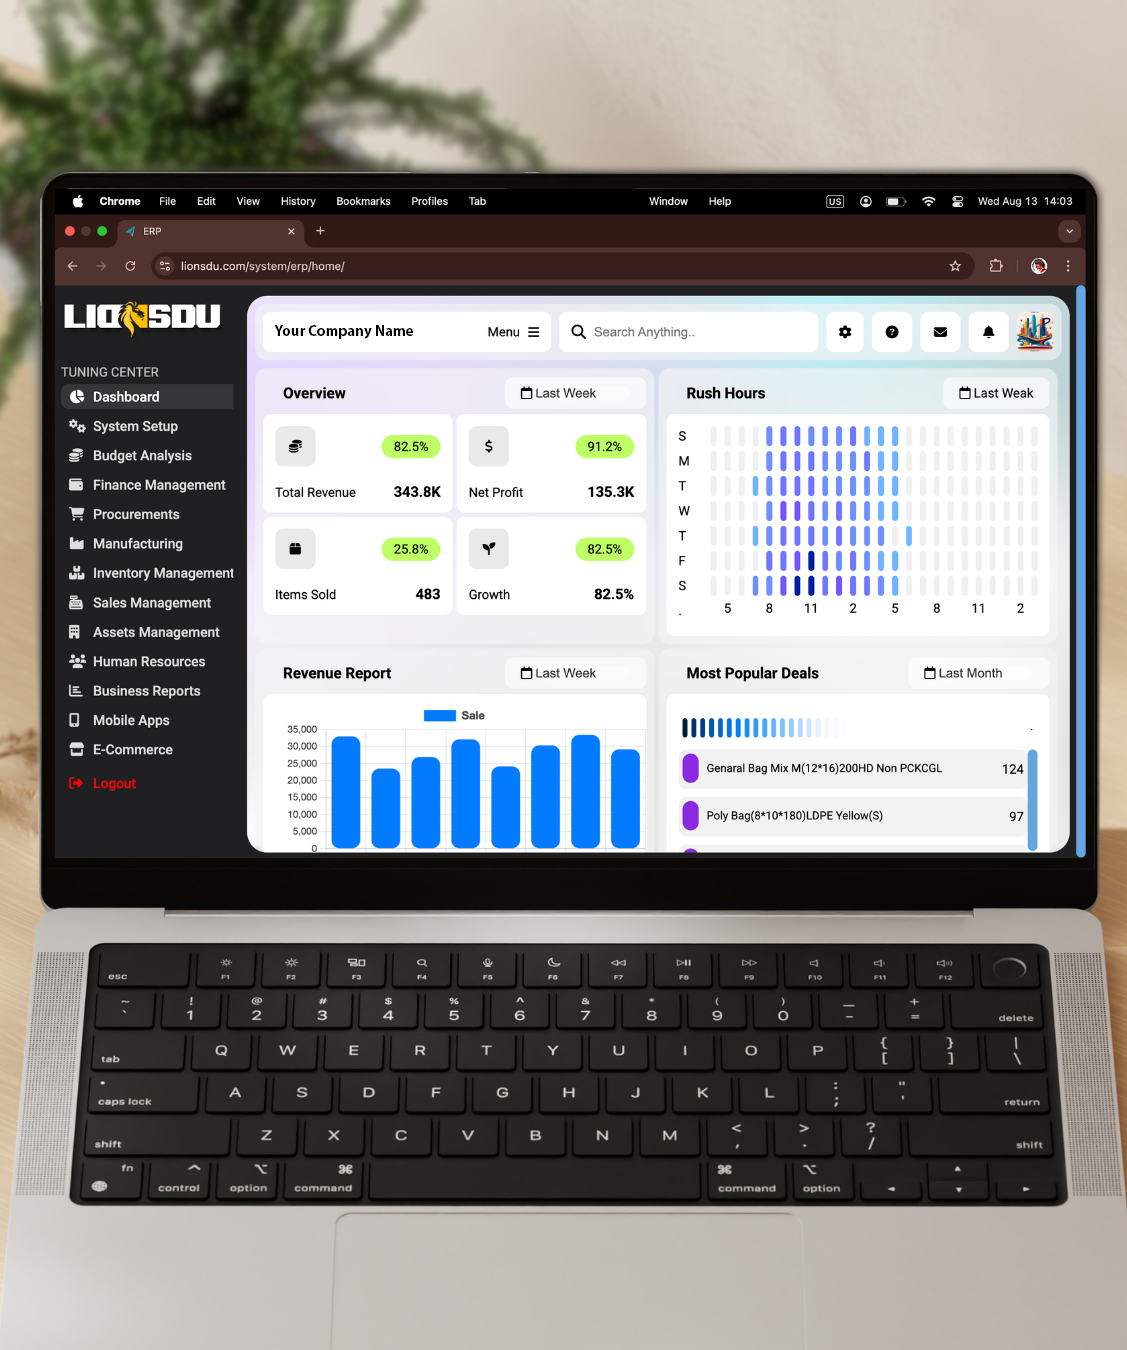 Chrome File Edit View History Bookmarks Profiles Tab Window Help US Wed Aug 13 14:03
ERP
lionsdu.com/system/erp/home/
LIONSDU
TUNING CENTER
Dashboard
System Setup
Budget Analysis
Finance Management
Procurements
Manufacturing
Inventory Management
Sales Management
Assets Management
Human Resources
Business Reports
Mobile Apps
E-Commerce
Logout
Your Company Name Menu Search Anything..
Overview Last Week
82.5%
Total Revenue 343.8K
91.2%
Net Profit 135.3K
25.8%
Items Sold 483
82.5%
Growth 82.5%
Rush Hours Last Weak
S
M
T
W
T
F
S
. 5 8 11 2 5 8 11 2
Revenue Report Last Week
Sale
35,000
30,000
25,000
20,000
15,000
10,000
5,000
0
Most Popular Deals Last Month
.
Genaral Bag Mix M(12*16)200HD Non PCKCGL 124
Poly Bag(8*10*180)LDPE Yellow(S) 97
esc F1 F2 F3 F4 F5 F6 F7 F8 F9 F10 F11 F12
~ ! @ # $ % ^ & * ( ) — +
` 1 2 3 4 5 6 7 8 9 0 - = delete
tab Q W E R T Y U I O P { [ } ] | \
caps lock A S D F G H J K L : ; " ' return
shift Z X C V B N M < , > . ? / shift
fn control option command command option